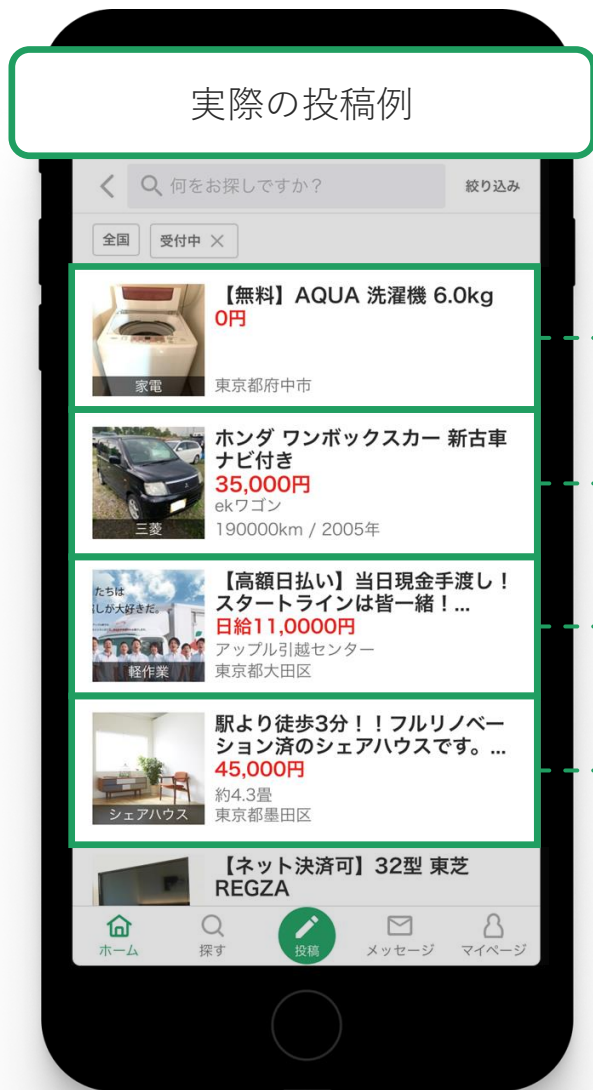 実際の投稿例
何をお探しですか？
絞り込み
全国
受付中
【無料】AQUA 洗濯機 6.0kg
0円
家電
東京都府中市
ホンダ ワンボックスカー 新古車
ナビ付き
35,000円
ekワゴン
三菱
190000km / 2005年
たちは
しが大好きだ。
【高額日払い】当日現金手渡し！
スタートラインは皆一緒！...
日給11,0000円
アップル引越センター
軽作業
東京都大田区
駅より徒歩3分！！フルリノベー
ション済のシェアハウスです。...
45,000円
約4.3畳
シェアハウス
東京都墨田区
【ネット決済可】32型 東芝
REGZA
ホーム
探す
投稿
メッセージ
マイページ